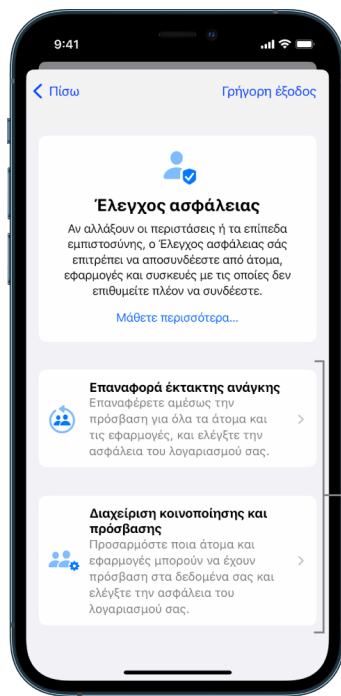 9:41
Πίσω
Γρήγορη έξοδος
Έλεγχος ασφάλειας
Αν αλλάξουν οι περιστάσεις ή τα επίπεδα
εμπιστοσύνης, ο Έλεγχος ασφάλειας σάς
επιτρέπει να αποσυνδέεστε από άτομα,
εφαρμογές και συσκευές με τις οποίες δεν
επιθυμείτε πλέον να συνδέεστε.
Μάθετε περισσότερα...
Επαναφορά έκτακτης ανάγκης
Επαναφέρετε αμέσως την
πρόσβαση για όλα τα άτομα και
τις εφαρμογές, και ελέγξτε την
ασφάλεια του λογαριασμού σας.
Διαχείριση κοινοποίησης και
πρόσβασης
Προσαρμόστε ποια άτομα και
εφαρμογές μπορούν να έχουν
πρόσβαση στα δεδομένα σας και
ελέγξτε την ασφάλεια του
λογαριασμού σας.